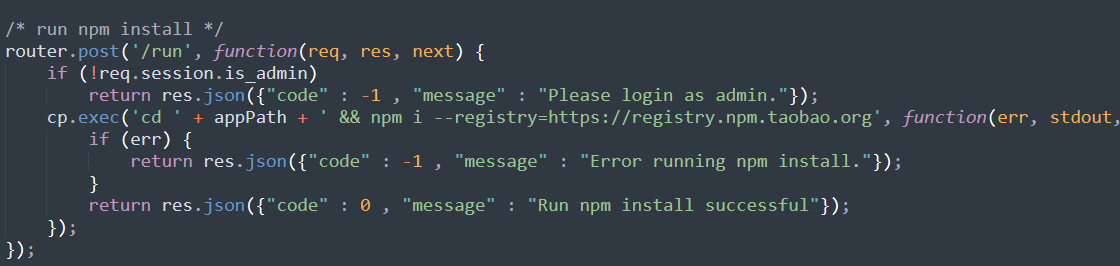 /* run npm install */
router.post('/run', function(req, res, next) {
    if (!req.session.is_admin)
        return res.json({"code" : -1 , "message" : "Please login as admin."});
    cp.exec('cd ' + appPath + ' && npm i --registry=https://registry.npm.taobao.org', function(err, stdout,
        if (err) {
            return res.json({"code" : -1 , "message" : "Error running npm install."});
        }
        return res.json({"code" : 0 , "message" : "Run npm install successful"});
    });
});